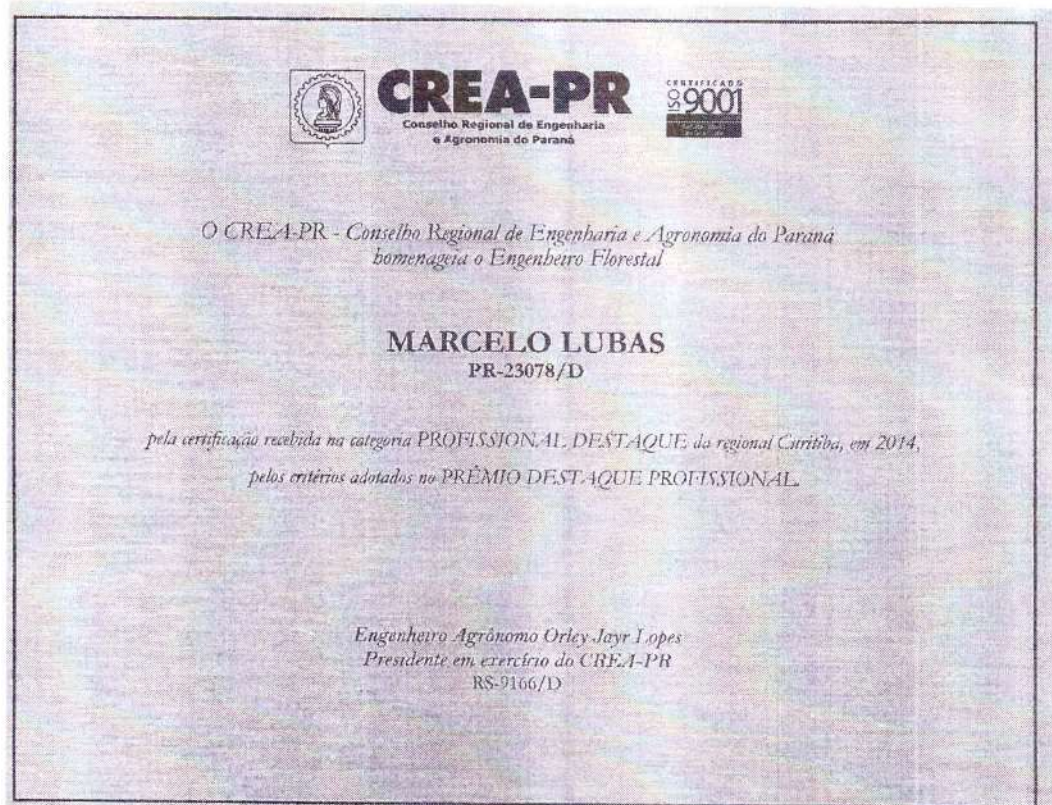 CREA-PR
Conselho Regional de Engenharia
e Agronomia do Paraná
CERTIFICADO
ISO 9001
O CREA-PR - Conselho Regional de Engenharia e Agronomia do Paraná
homenageia o Engenheiro Florestal
MARCELO LUBAS
PR-23078/D
pela certificação recebida na categoria PROFISSIONAL DESTAQUE da regional Curitiba, em 2014,
pelos critérios adotados no PRÊMIO DESTAQUE PROFISSIONAL.
Engenheiro Agrônomo Orley Jayr Lopes
Presidente em exercício do CREA-PR
RS-9166/D